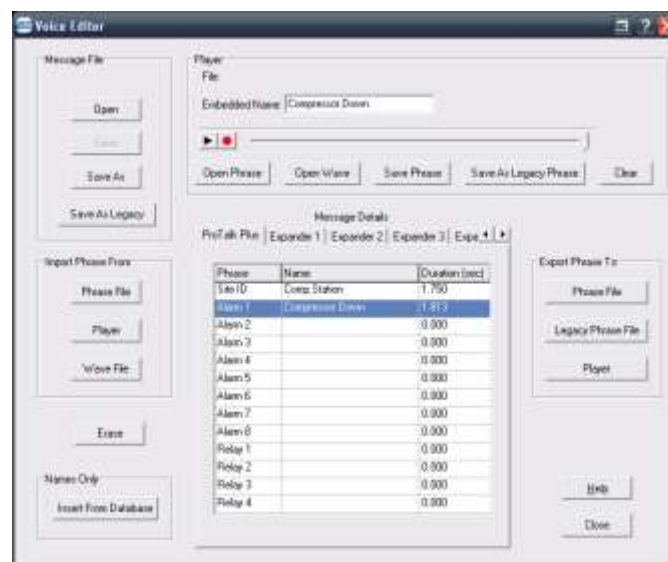 Voice Editor
Message File
Open
Save
Save As
Save As Legacy
Player
File:
Embedded Name: Compressor Down
Open Phrase Open Wave Save Phrase Save As Legacy Phrase Clear
Message Details
ProTalk Plus Expander 1 Expander 2 Expander 3 Expa
Import Phrase From
Phrase File
Player
Wave File
Erase
Names Only
Insert From Database
Phrase Name Duration (sec)
Site ID Comp Station 1.750
Alarm 1 Compressor Down 1.813
Alarm 2 0.000
Alarm 3 0.000
Alarm 4 0.000
Alarm 5 0.000
Alarm 6 0.000
Alarm 7 0.000
Alarm 8 0.000
Relay 1 0.000
Relay 2 0.000
Relay 3 0.000
Relay 4 0.000
Export Phrase To
Phrase File
Legacy Phrase File
Player
Help
Close